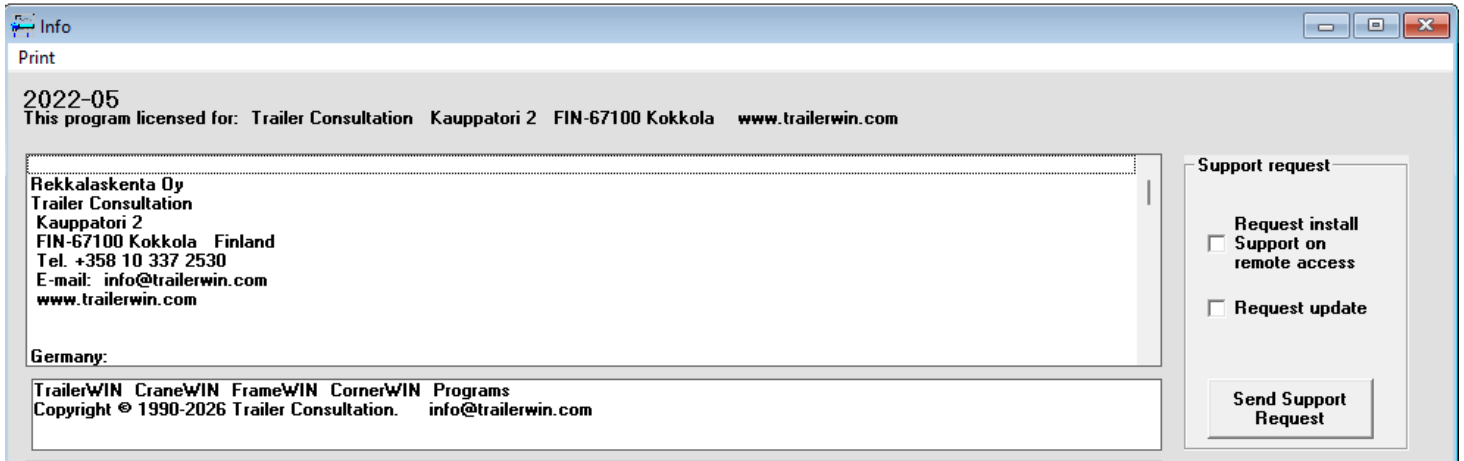 Info
Print
2022-05
This program licensed for: Trailer Consultation Kauppatori 2 FIN-67100 Kokkola www.trailerwin.com
Rekkalaskenta Oy
Trailer Consultation
Kauppatori 2
FIN-67100 Kokkola Finland
Tel. +358 10 337 2530
E-mail: info@trailerwin.com
www.trailerwin.com
Germany:
TrailerWIN CraneWIN FrameWIN CornerWIN Programs
Copyright © 1990-2026 Trailer Consultation. info@trailerwin.com
Support request
Request install
Support on
remote access
Request update
Send Support
Request